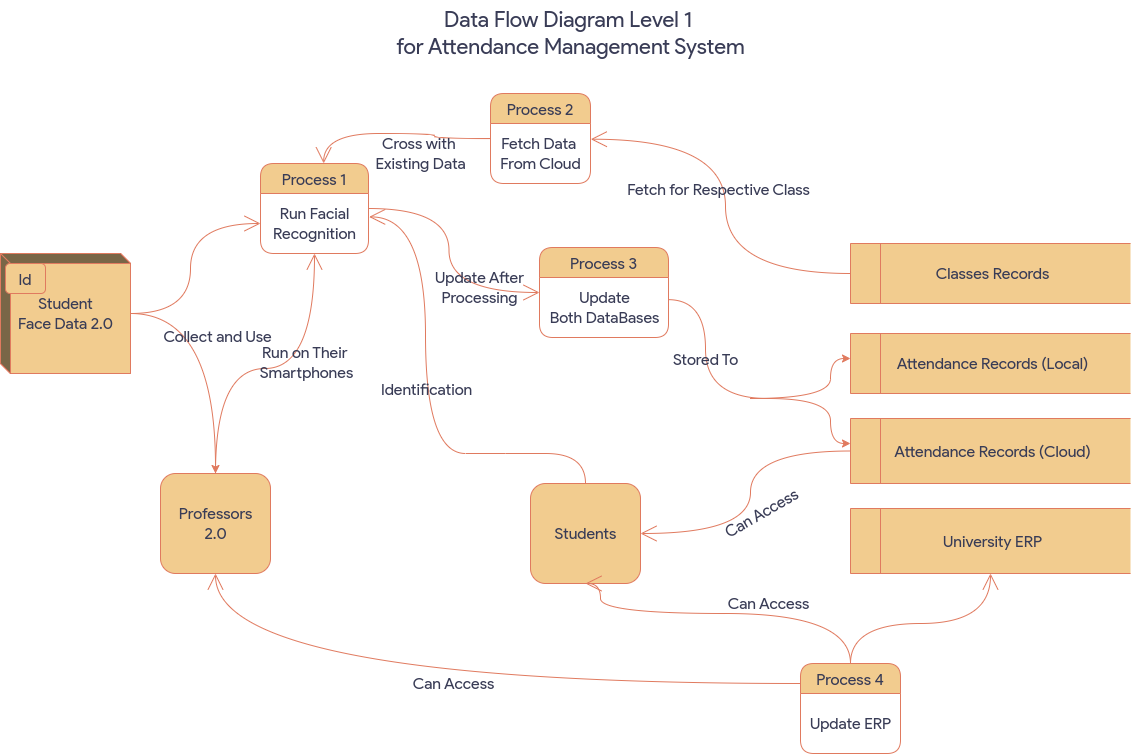 Data Flow Diagram Level 1
for Attendance Management System
Process 2
Fetch Data
From Cloud
Cross with
Existing Data
Process 1
Run Facial
Recognition
Fetch for Respective Class
Id
Student
Face Data 2.0
Process 3
Update
Both DataBases
Update After
Processing
Classes Records
Collect and Use
Run on Their
Smartphones
Identification
Stored To
Attendance Records (Local)
Attendance Records (Cloud)
Professors
2.0
Students
Can Access
University ERP
Can Access
Can Access
Process 4
Update ERP